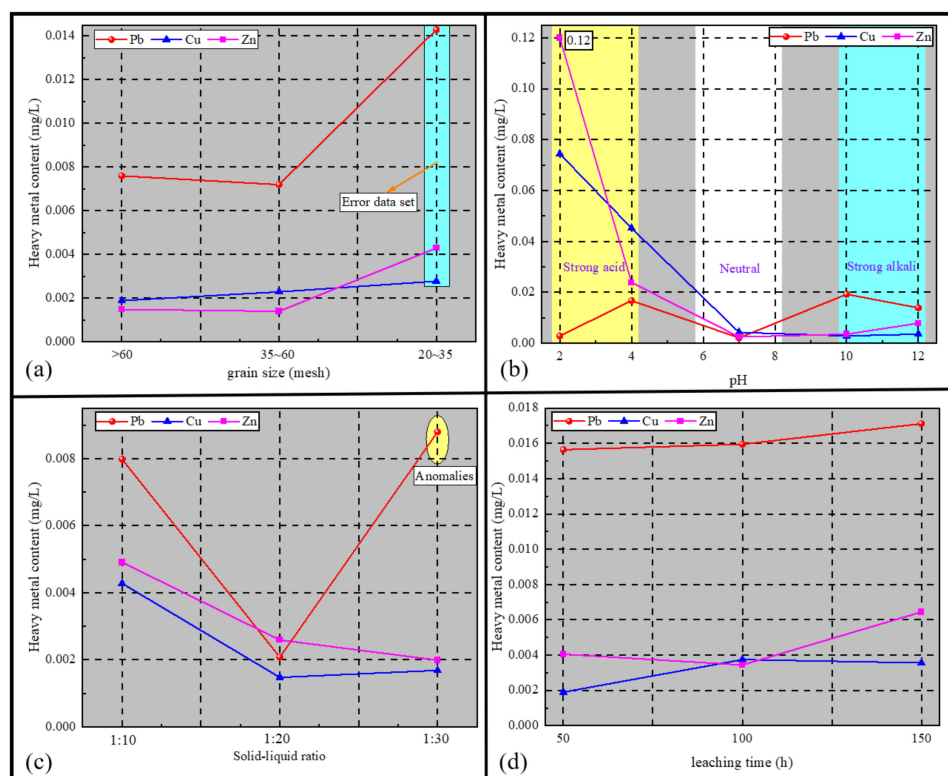 Heavy metal content (mg/L)
0.014
0.012
0.010
0.008
0.006
0.004
0.002
0.000
Pb Cu Zn
Error data set
>60 35~60 20~35
grain size (mesh)
(a)
Heavy metal content (mg/L)
0.12
0.10
0.08
0.06
0.04
0.02
0.00
0.12
Pb Cu Zn
Strong acid Neutral Strong alkali
2 4 6 8 10 12
pH
(b)
Heavy metal content (mg/L)
0.008
0.006
0.004
0.002
0.000
Pb Cu Zn
Anomalies
1:10 1:20 1:30
Solid-liquid ratio
(c)
Heavy metal content (mg/L)
0.018
0.016
0.014
0.012
0.010
0.008
0.006
0.004
0.002
0.000
Pb Cu Zn
50 100 150
leaching time (h)
(d)